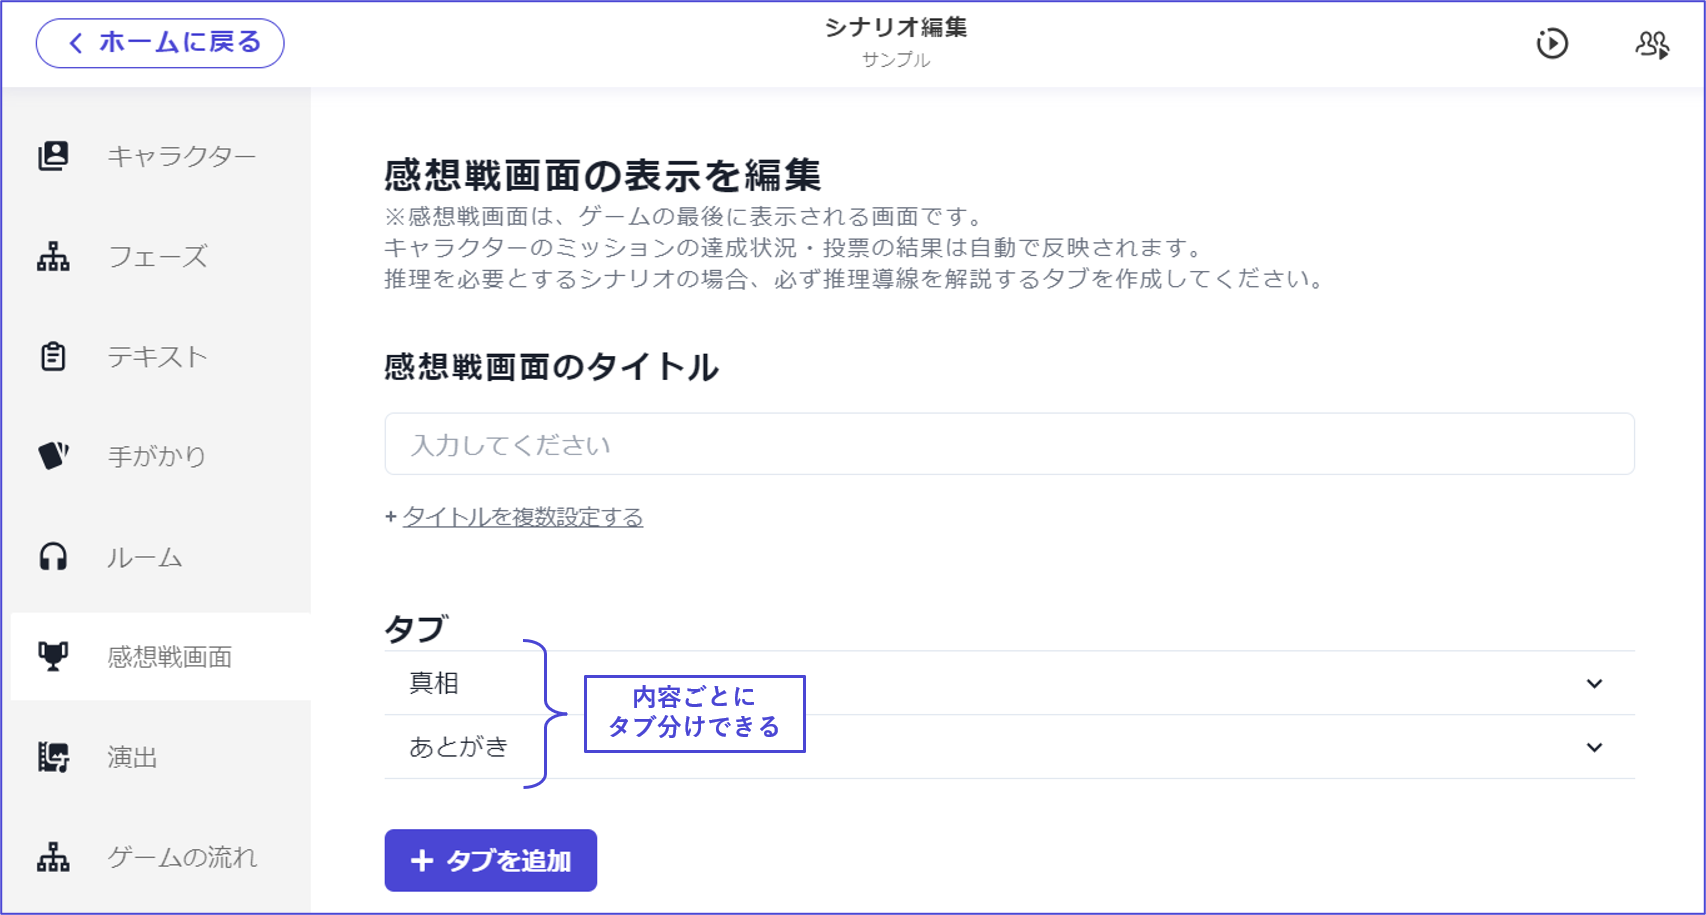 ホームに戻る
シナリオ編集
サンプル
キャラクター
フェーズ
テキスト
手がかり
ルーム
感想戦画面
演出
ゲームの流れ
感想戦画面の表示を編集
※感想戦画面は、ゲームの最後に表示される画面です。
キャラクターのミッションの達成状況・投票の結果は自動で反映されます。
推理を必要とするシナリオの場合、必ず推理導線を解説するタブを作成してください。
感想戦画面のタイトル
入力してください
+ タイトルを複数設定する
タブ
真相
あとがき
内容ごとに
タブ分けできる
+ タブを追加